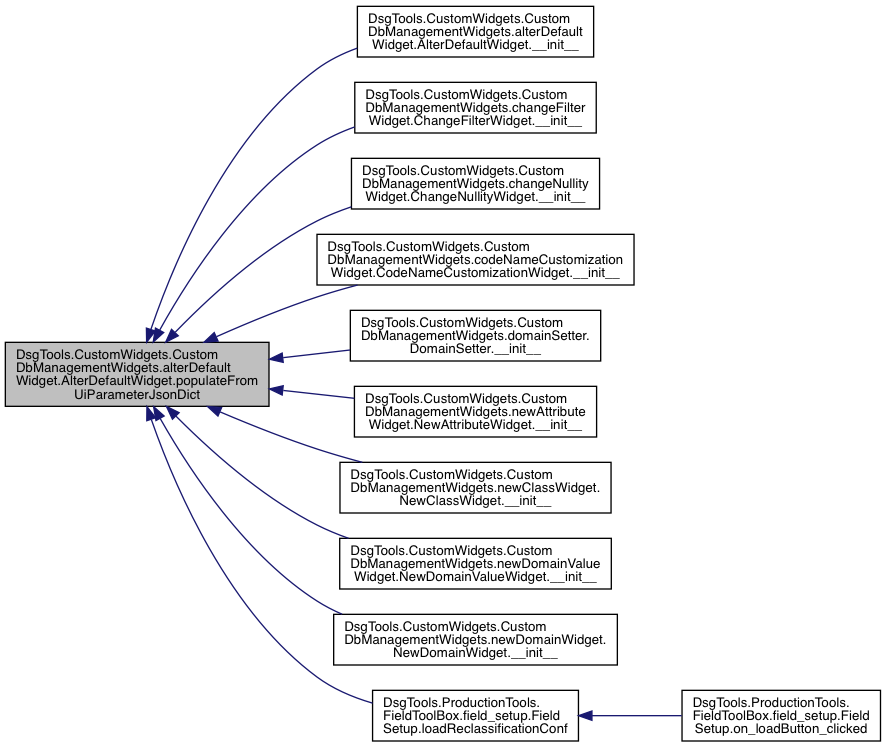 DsgTools.CustomWidgets.Custom
DbManagementWidgets.alterDefault
Widget.AlterDefaultWidget.__init__
DsgTools.CustomWidgets.Custom
DbManagementWidgets.changeFilter
Widget.ChangeFilterWidget.__init__
DsgTools.CustomWidgets.Custom
DbManagementWidgets.changeNullity
Widget.ChangeNullityWidget.__init__
DsgTools.CustomWidgets.Custom
DbManagementWidgets.codeNameCustomization
Widget.CodeNameCustomizationWidget.__init__
DsgTools.CustomWidgets.Custom
DbManagementWidgets.domainSetter.
DomainSetter.__init__
DsgTools.CustomWidgets.Custom
DbManagementWidgets.alterDefault
Widget.AlterDefaultWidget.populateFrom
UiParameterJsonDict
DsgTools.CustomWidgets.Custom
DbManagementWidgets.newAttribute
Widget.NewAttributeWidget.__init__
DsgTools.CustomWidgets.Custom
DbManagementWidgets.newClassWidget.
NewClassWidget.__init__
DsgTools.CustomWidgets.Custom
DbManagementWidgets.newDomainValue
Widget.NewDomainValueWidget.__init__
DsgTools.CustomWidgets.Custom
DbManagementWidgets.newDomainWidget.
NewDomainWidget.__init__
DsgTools.ProductionTools.
FieldToolBox.field_setup.Field
Setup.loadReclassificationConf
DsgTools.ProductionTools.
FieldToolBox.field_setup.Field
Setup.on_loadButton_clicked